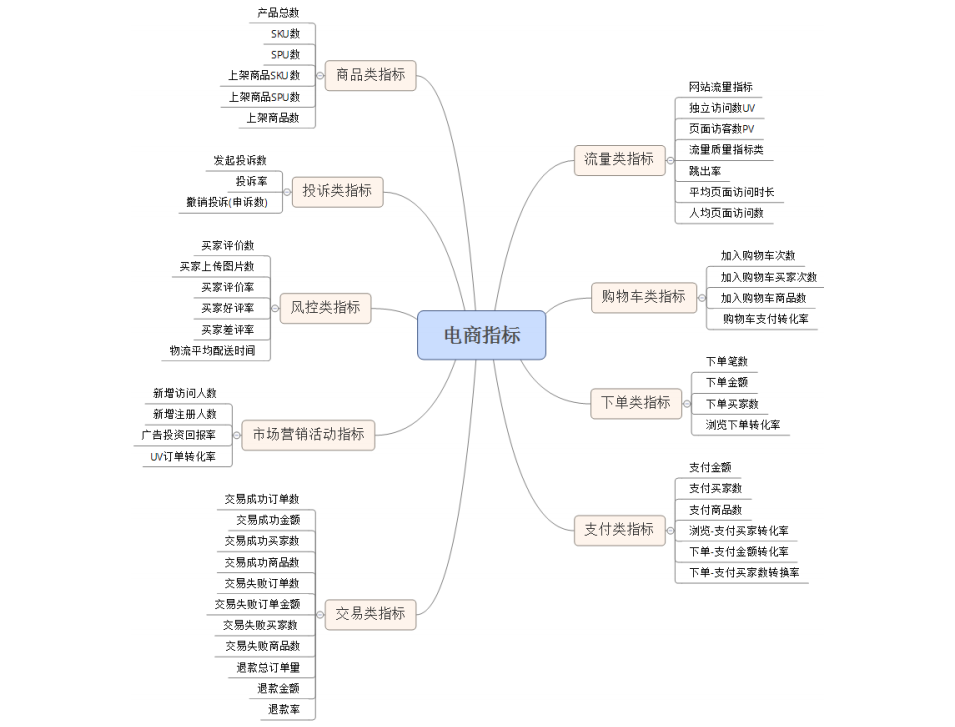 电商指标
商品类指标
产品总数
SKU数
SPU数
上架商品SKU数
上架商品SPU数
上架商品数
投诉类指标
发起投诉数
投诉率
撤销投诉(申诉数)
风控类指标
买家评价数
买家上传图片数
买家评价率
买家好评率
买家差评率
物流平均配送时间
市场营销活动指标
新增访问人数
新增注册人数
广告投资回报率
UV订单转化率
交易类指标
交易成功订单数
交易成功金额
交易成功买家数
交易成功商品数
交易失败订单数
交易失败订单金额
交易失败买家数
交易失败商品数
退款总订单量
退款金额
退款率
流量类指标
网站流量指标
独立访问数UV
页面访客数PV
流量质量指标类
跳出率
平均页面访问时长
人均页面访问数
购物车类指标
加入购物车次数
加入购物车买家次数
加入购物车商品数
购物车支付转化率
下单类指标
下单笔数
下单金额
下单买家数
浏览下单转化率
支付类指标
支付金额
支付买家数
支付商品数
浏览-支付买家转化率
下单-支付金额转化率
下单-支付买家数转换率